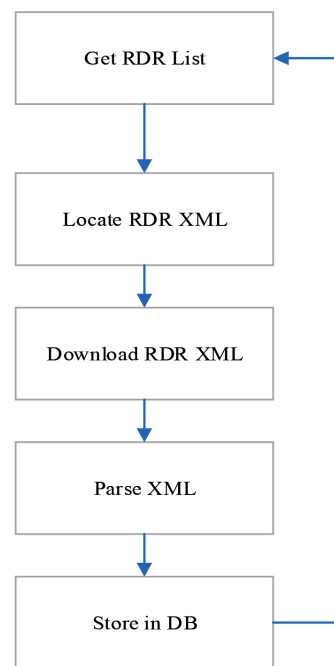 Get RDR List
Locate RDR XML
Download RDR XML
Parse XML
Store in DB